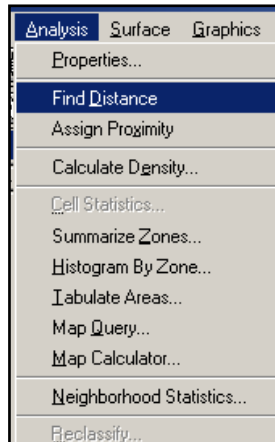 Analysis Surface Graphics
Properties...
Find Distance
Assign Proximity
Calculate Density...
Cell Statistics...
Summarize Zones...
Histogram By Zone...
Tabulate Areas...
Map Query...
Map Calculator...
Neighborhood Statistics...
Reclassify...